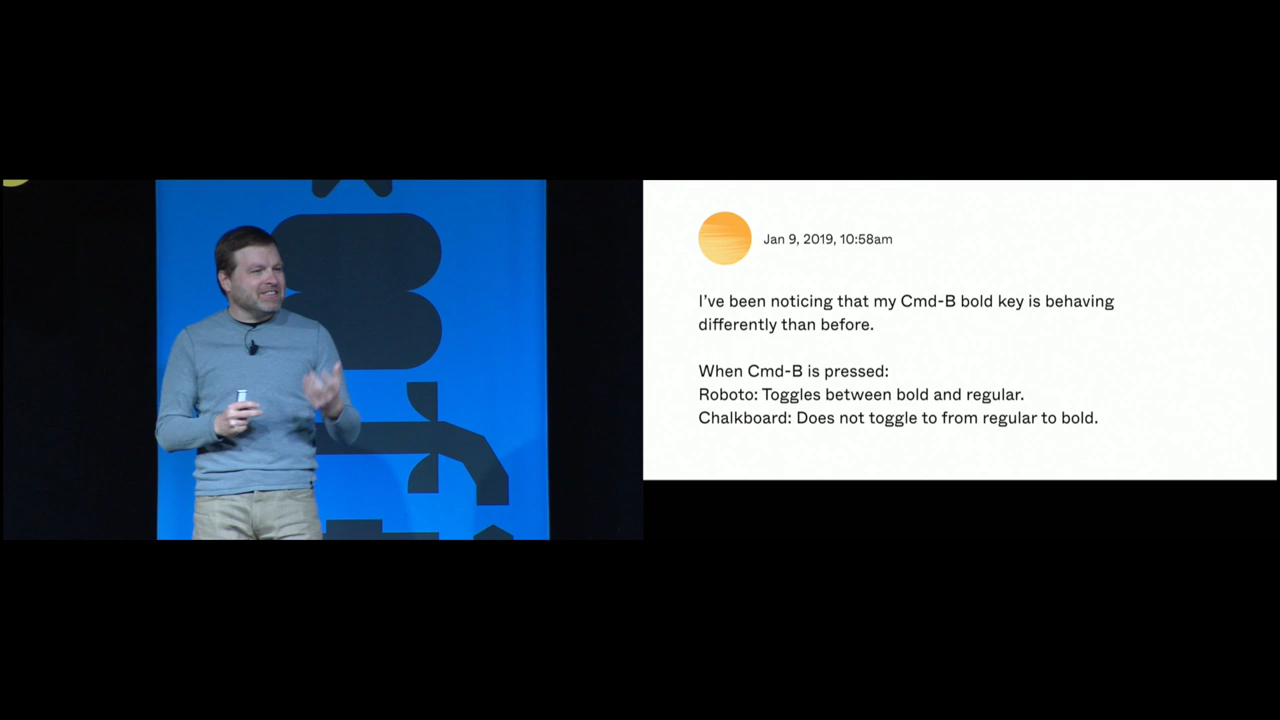 Jan 9, 2019, 10:58am
I've been noticing that my Cmd-B bold key is behaving
differently than before.
When Cmd-B is pressed:
Roboto: Toggles between bold and regular.
Chalkboard: Does not toggle to from regular to bold.